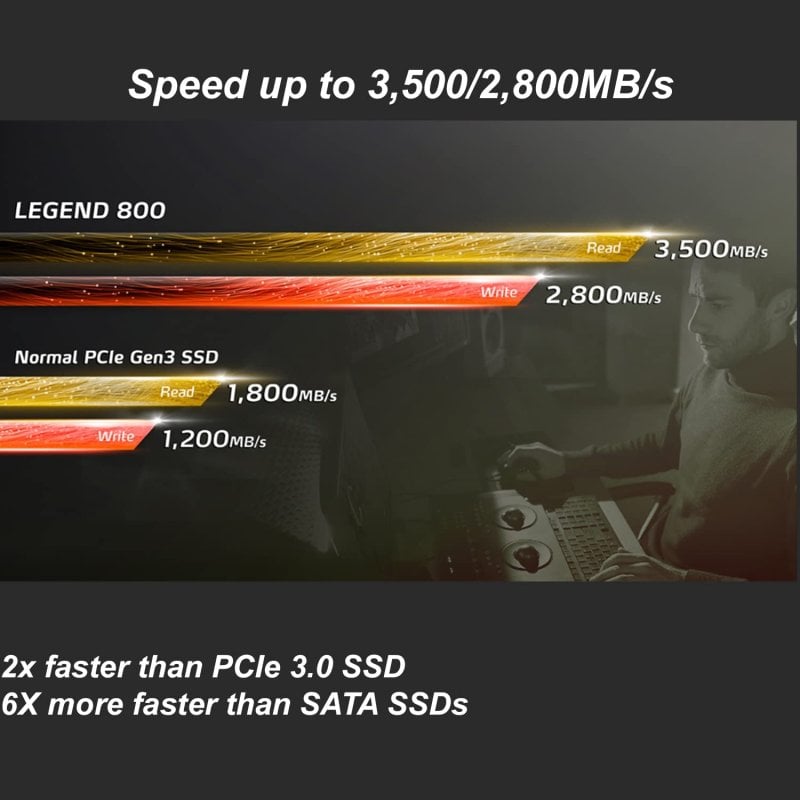 Speed up to 3,500/2,800MB/s
LEGEND 800
Read 3,500MB/s
Write 2,800MB/s
Normal PCIe Gen3 SSD
Read 1,800MB/s
Write 1,200MB/s
2x faster than PCIe 3.0 SSD
6X more faster than SATA SSDs